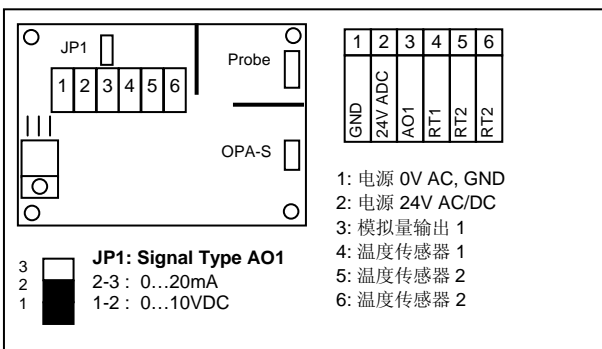 JP1
Probe
1 2 3 4 5 6
OPA-S
3
2
1
JP1: Signal Type AO1
2-3 : 0…20mA
1-2 : 0…10VDC
1 2 3 4 5 6
GND
24V ADC
AO1
RT1
RT2
RT2
1: 电源 0V AC, GND
2: 电源 24V AC/DC
3: 模拟量输出 1
4: 温度传感器 1
5: 温度传感器 2
6: 温度传感器 2